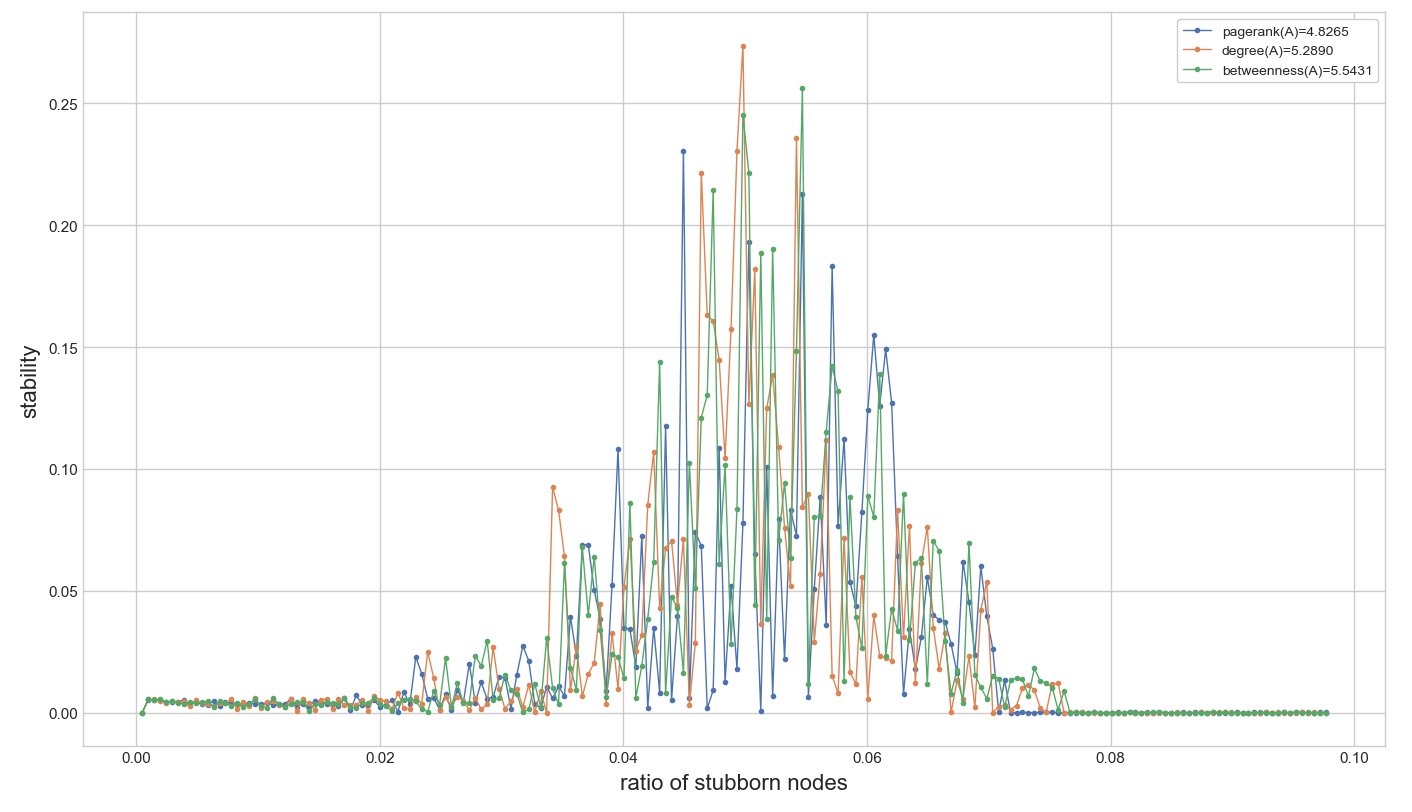 pagerank(A)=4.8265
degree(A)=5.2890
betweenness(A)=5.5431
0.25
0.20
0.15
0.10
0.05
0.00
stability
0.00 0.02 0.04 0.06 0.08 0.10
ratio of stubborn nodes